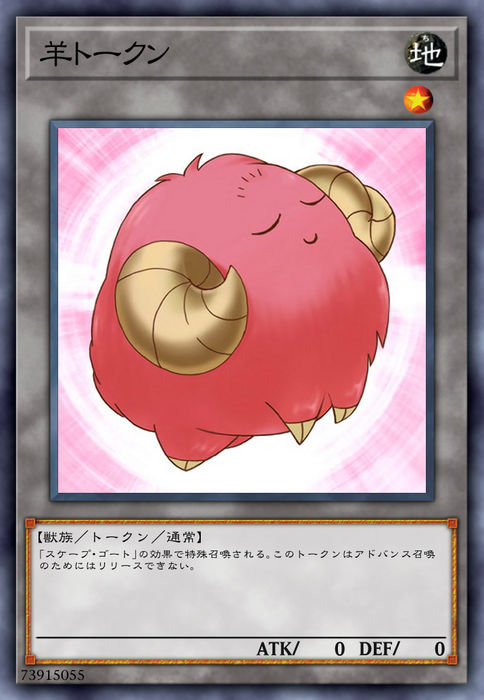 羊トークン
ち
地
【獣族／トークン／通常】
「スケープ・ゴート」の効果で特殊召喚される。このトークンはアドバンス召喚
のためにはリリースできない。
ATK/ 0 DEF/ 0
73915055